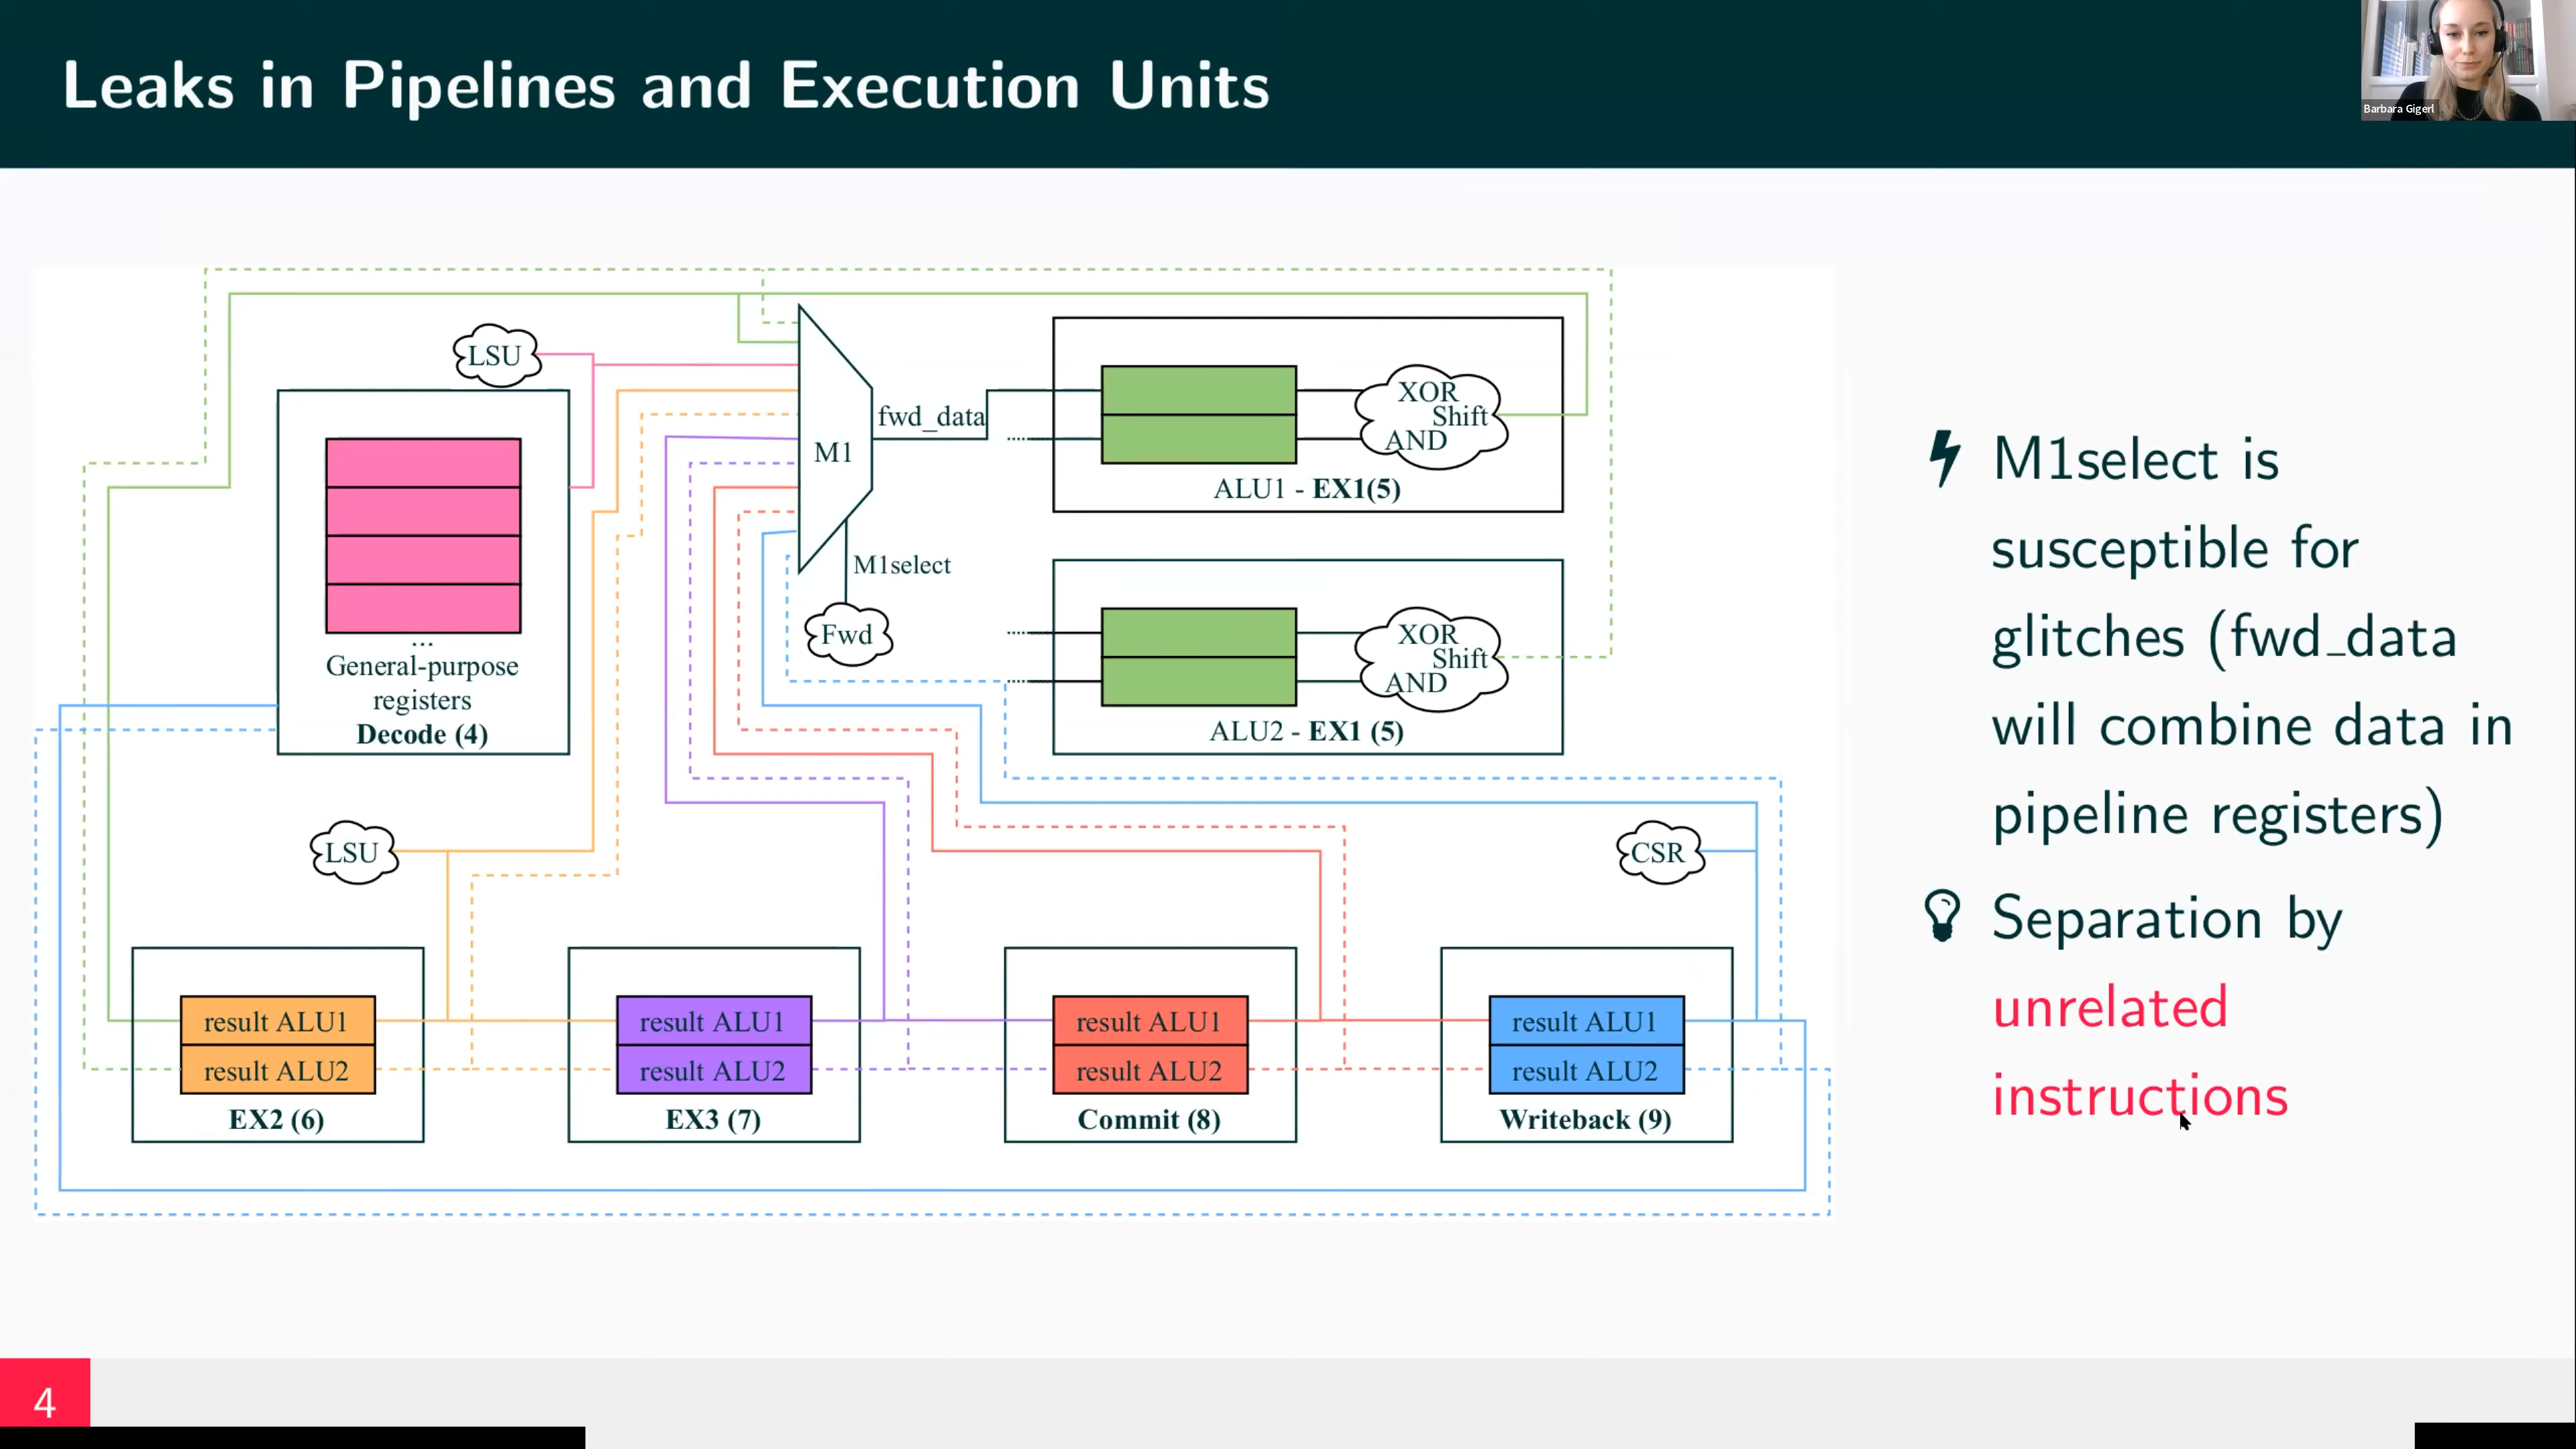 Leaks in Pipelines and Execution Units
Barbara Gigerl
LSU
M1
fwd_data
XOR
Shift
AND
ALU1 - EX1(5)
M1select
Fwd
XOR
Shift
AND
ALU2 - EX1 (5)
...
General-purpose
registers
Decode (4)
LSU
CSR
result ALU1
result ALU2
EX2 (6)
result ALU1
result ALU2
EX3 (7)
result ALU1
result ALU2
Commit (8)
result ALU1
result ALU2
Writeback (9)
M1select is
susceptible for
glitches (fwd_data
will combine data in
pipeline registers)
Separation by
unrelated
instructions
4